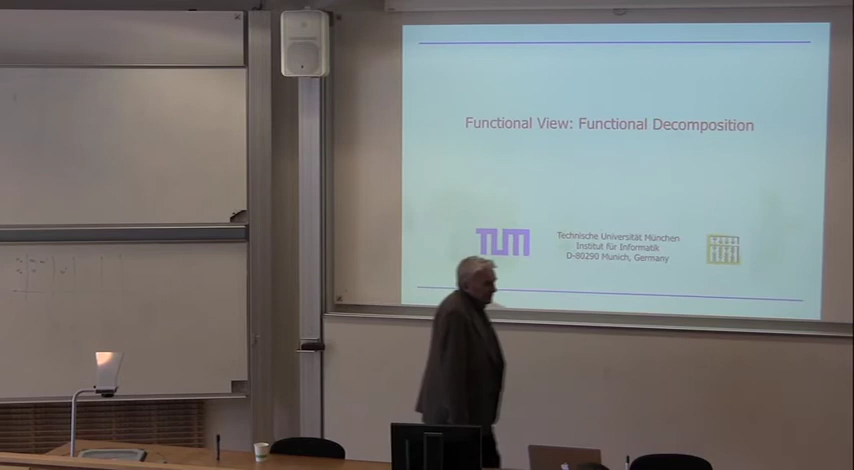 Functional View: Functional Decomposition
TUM
Technische Universität München
Institut für Informatik
D-80290 Munich, Germany